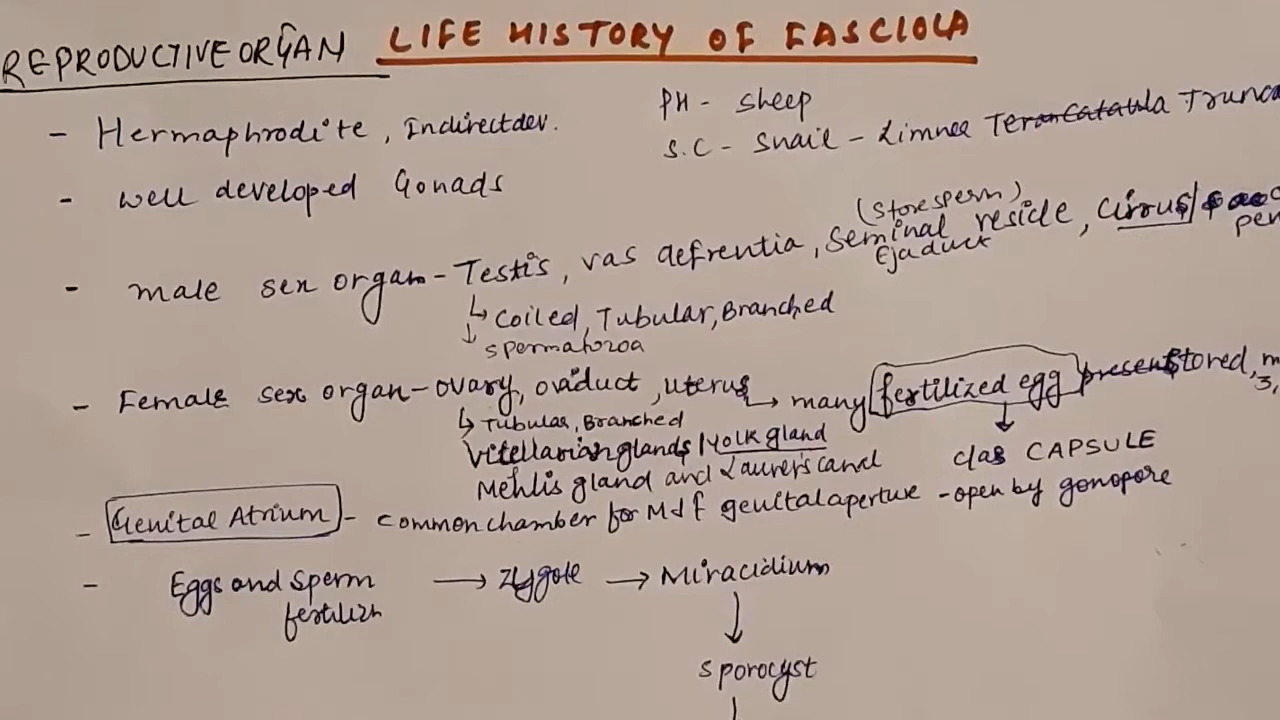 REPRODUCTIVE ORGAN LIFE HISTORY OF FASCIOLA
PH - Sheep
- Hermaphrodite, Indirect dev.
S.C - Snail - Limnea
- well developed Gonads
(Store sperm)
- male sex organ - Testis, vas defrentia, Seminal vesicle, Cirrus/
Ejaduct
↳ Coiled, Tubular, Branched
↓ spermatozoa
- Female sex organ - ovary, oviduct, uterus → many fertilized egg stored,
↳ Tubular, Branched
Vitellarian glands / Yolk gland
↓
clas CAPSULE
Mehlis gland and Laurer's canal
- Genital Atrium - common chamber for M & f genital aperture - open by gonopore
- Eggs and sperm → zygote → Miracidium
↓
sporocyst